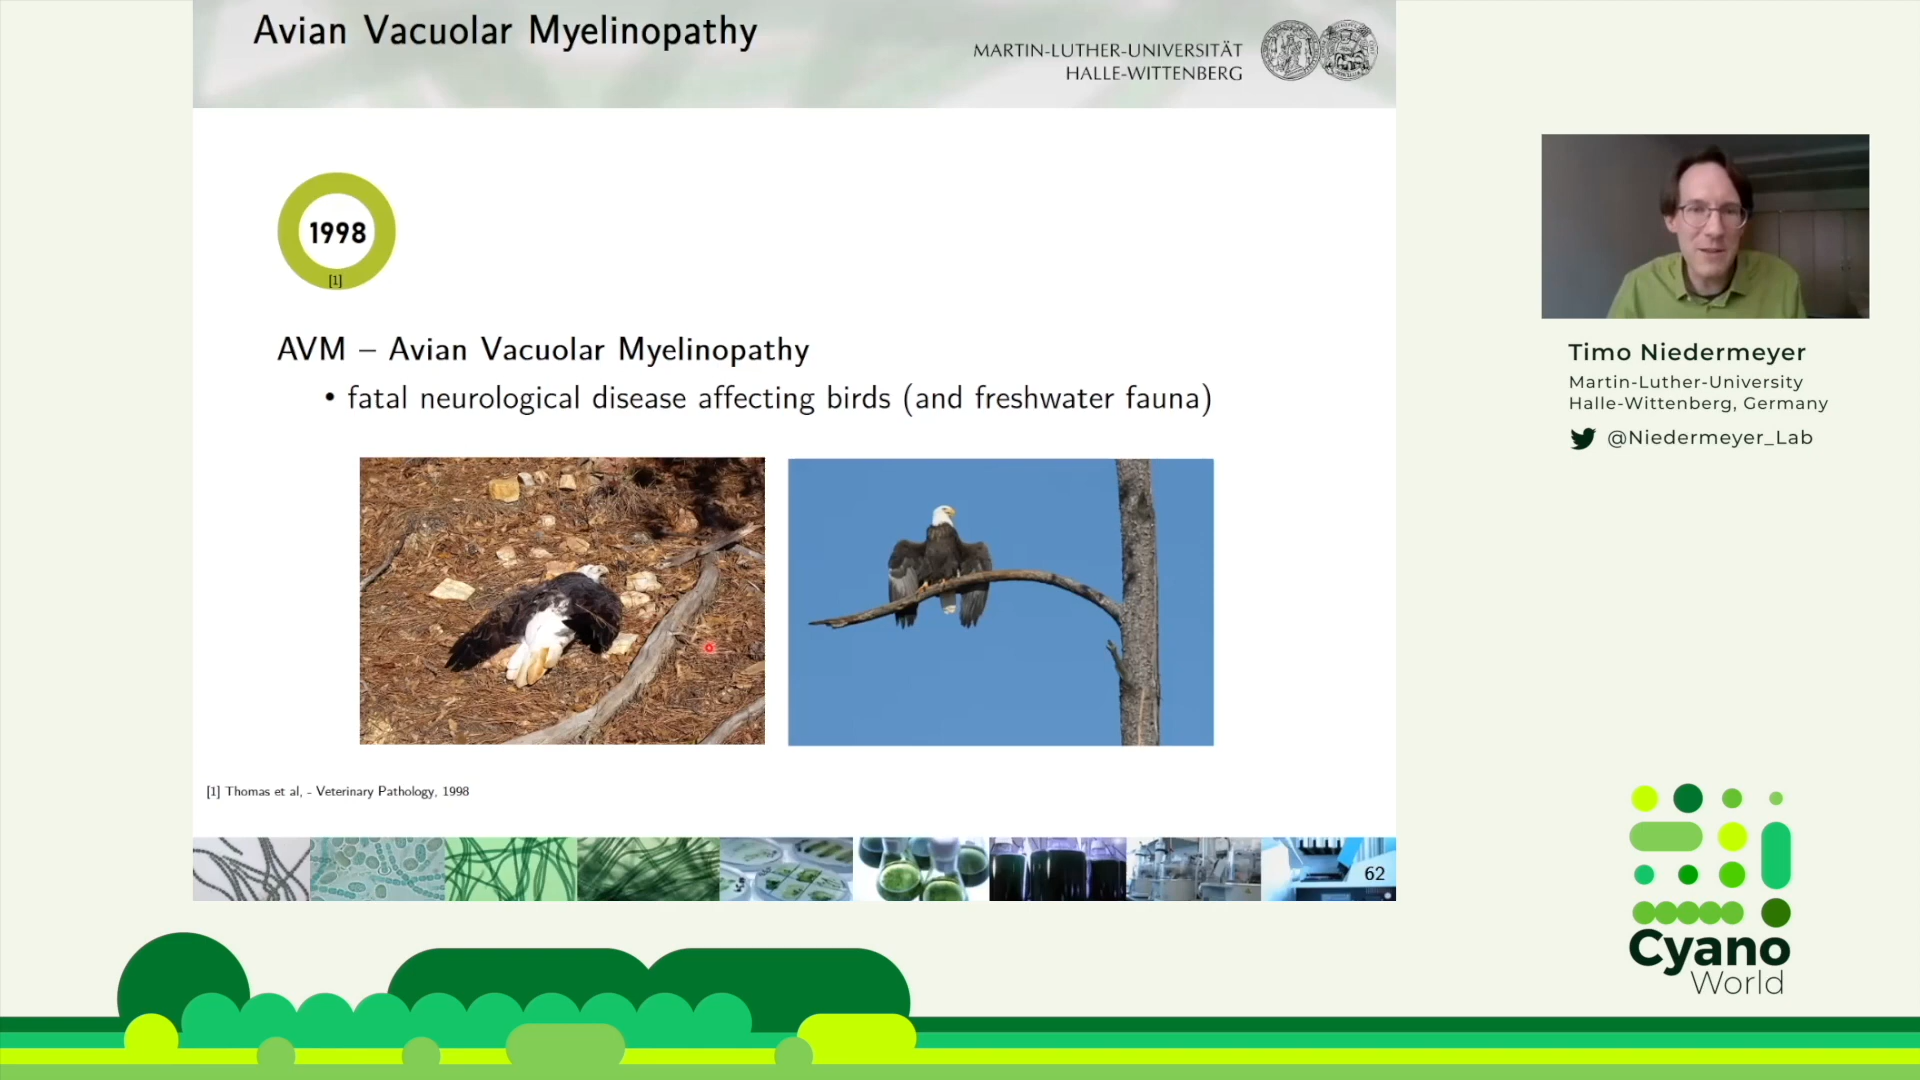 Avian Vacuolar Myelinopathy
MARTIN-LUTHER-UNIVERSITÄT
HALLE-WITTENBERG
1998
[1]
AVM – Avian Vacuolar Myelinopathy
• fatal neurological disease affecting birds (and freshwater fauna)
[1] Thomas et al, - Veterinary Pathology, 1998
62
Timo Niedermeyer
Martin-Luther-University
Halle-Wittenberg, Germany
@Niedermeyer_Lab
Cyano
World